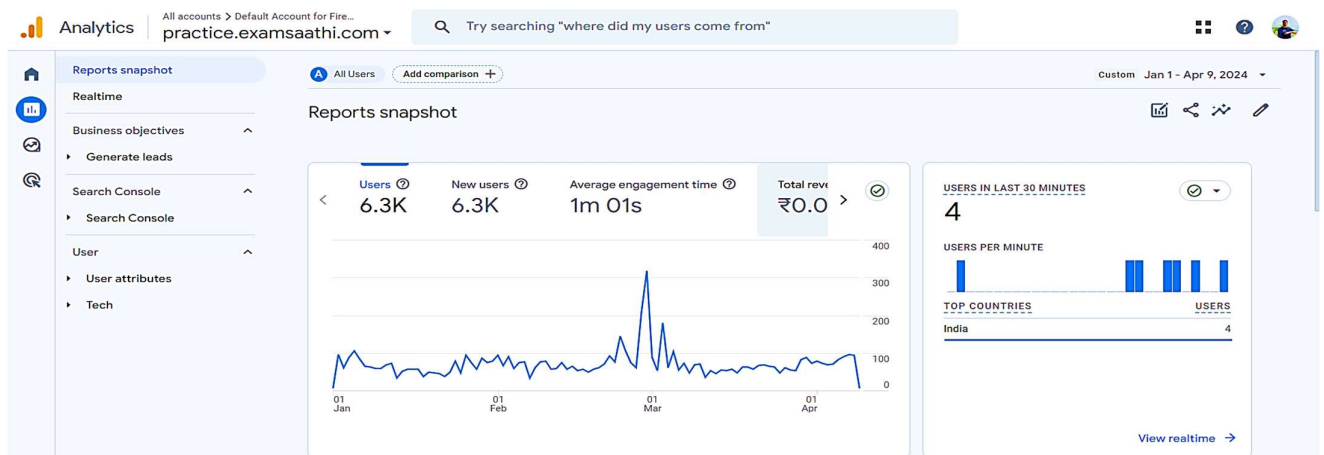 Analytics
All accounts > Default Account for Fire...
practice.examsaathi.com
Try searching "where did my users come from"
Reports snapshot
Realtime
Business objectives
Generate leads
Search Console
Search Console
User
User attributes
Tech
A All Users
Add comparison +
Custom Jan 1 - Apr 9, 2024
Reports snapshot
Users
6.3K
New users
6.3K
Average engagement time
1m 01s
Total reve
₹0.0
400
300
200
100
0
01 Jan
01 Feb
01 Mar
01 Apr
USERS IN LAST 30 MINUTES
4
USERS PER MINUTE
TOP COUNTRIES USERS
India 4
View realtime →